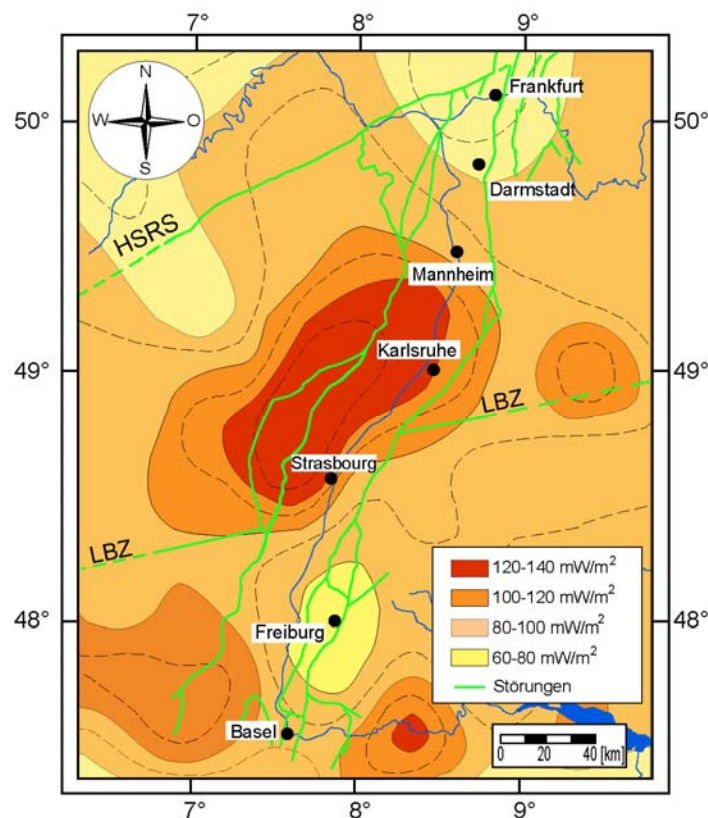 7° 8° 9°
N
W O
S
50° 50°
Frankfurt
Darmstadt
HSRS
Mannheim
49° 49°
Karlsruhe
LBZ
Strasbourg
LBZ
120-140 mW/m²
100-120 mW/m²
80-100 mW/m²
60-80 mW/m²
Störungen
48° 48°
Freiburg
Basel
0 20 40 [km]
7° 8° 9°